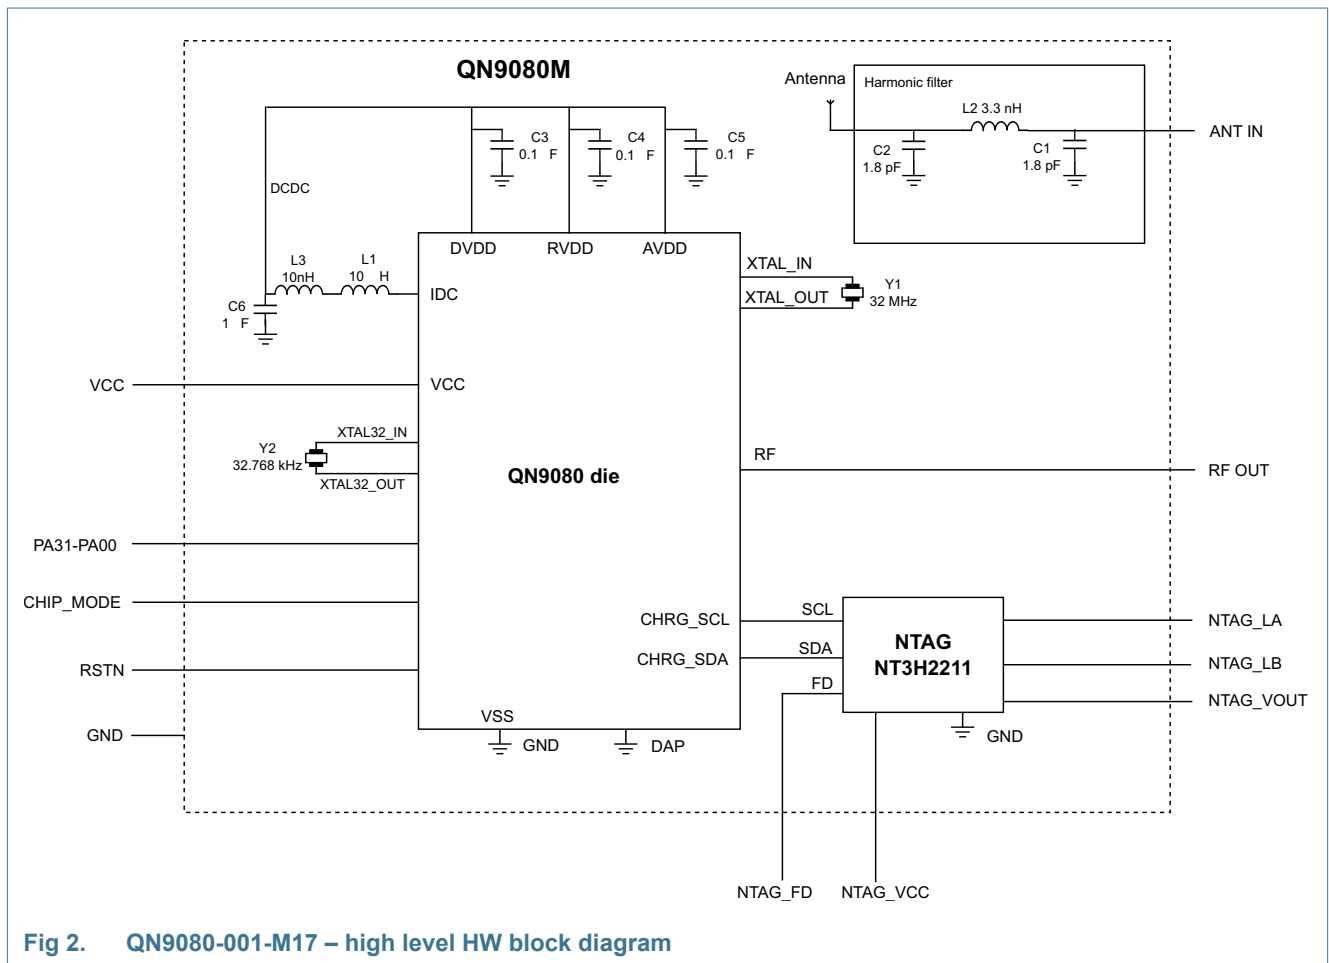 QN9080M
Antenna
Harmonic filter
L2 3.3 nH
C2
1.8 pF
C1
1.8 pF
ANT IN
C3
0.1 F
C4
0.1 F
C5
0.1 F
DCDC
L3
10nH
L1
10 H
C6
1 F
DVDD
RVDD
AVDD
IDC
XTAL_IN
XTAL_OUT
Y1
32 MHz
VCC
VCC
XTAL32_IN
Y2
32.768 kHz
XTAL32_OUT
QN9080 die
RF
RF OUT
PA31-PA00
CHIP_MODE
RSTN
GND
CHRG_SCL
CHRG_SDA
SCL
SDA
FD
NTAG
NT3H2211
NTAG_LA
NTAG_LB
NTAG_VOUT
VSS
GND
DAP
GND
NTAG_FD
NTAG_VCC
Fig 2. QN9080-001-M17 – high level HW block diagram